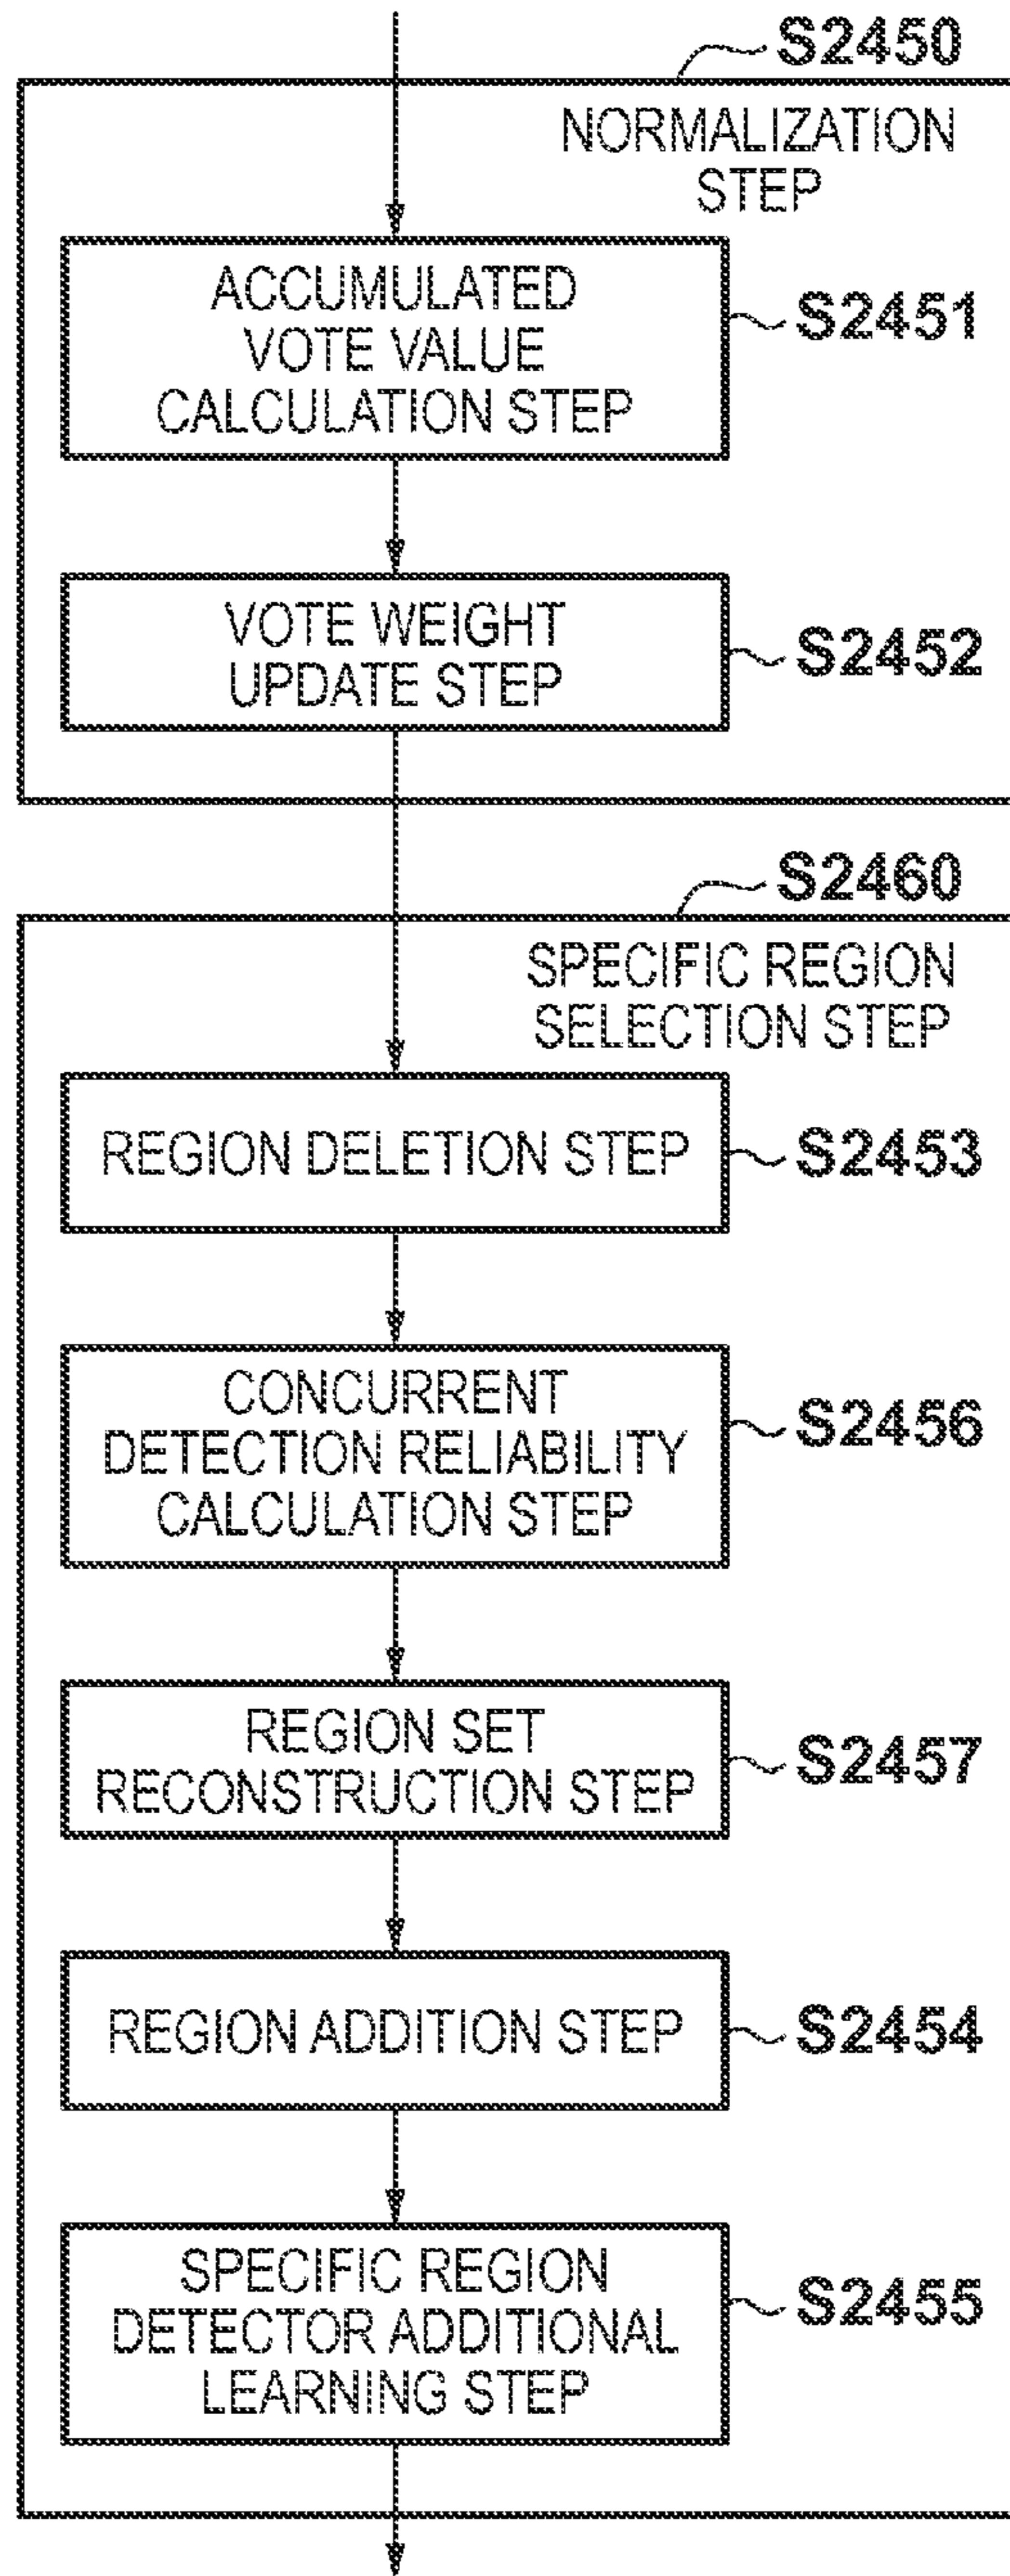 S2450
NORMALIZATION
STEP
ACCUMULATED
VOTE VALUE
CALCULATION STEP
S2451
VOTE WEIGHT
UPDATE STEP
S2452
S2460
SPECIFIC REGION
SELECTION STEP
REGION DELETION STEP
S2453
CONCURRENT
DETECTION RELIABILITY
CALCULATION STEP
S2456
REGION SET
RECONSTRUCTION STEP
S2457
REGION ADDITION STEP
S2454
SPECIFIC REGION
DETECTOR ADDITIONAL
LEARNING STEP
S2455